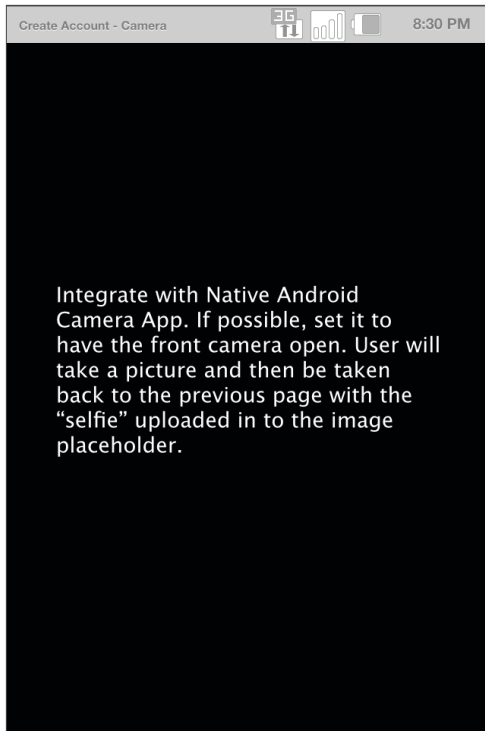 Create Account - Camera
3G
8:30 PM
Integrate with Native Android
Camera App. If possible, set it to
have the front camera open. User will
take a picture and then be taken
back to the previous page with the
“selfie” uploaded in to the image
placeholder.